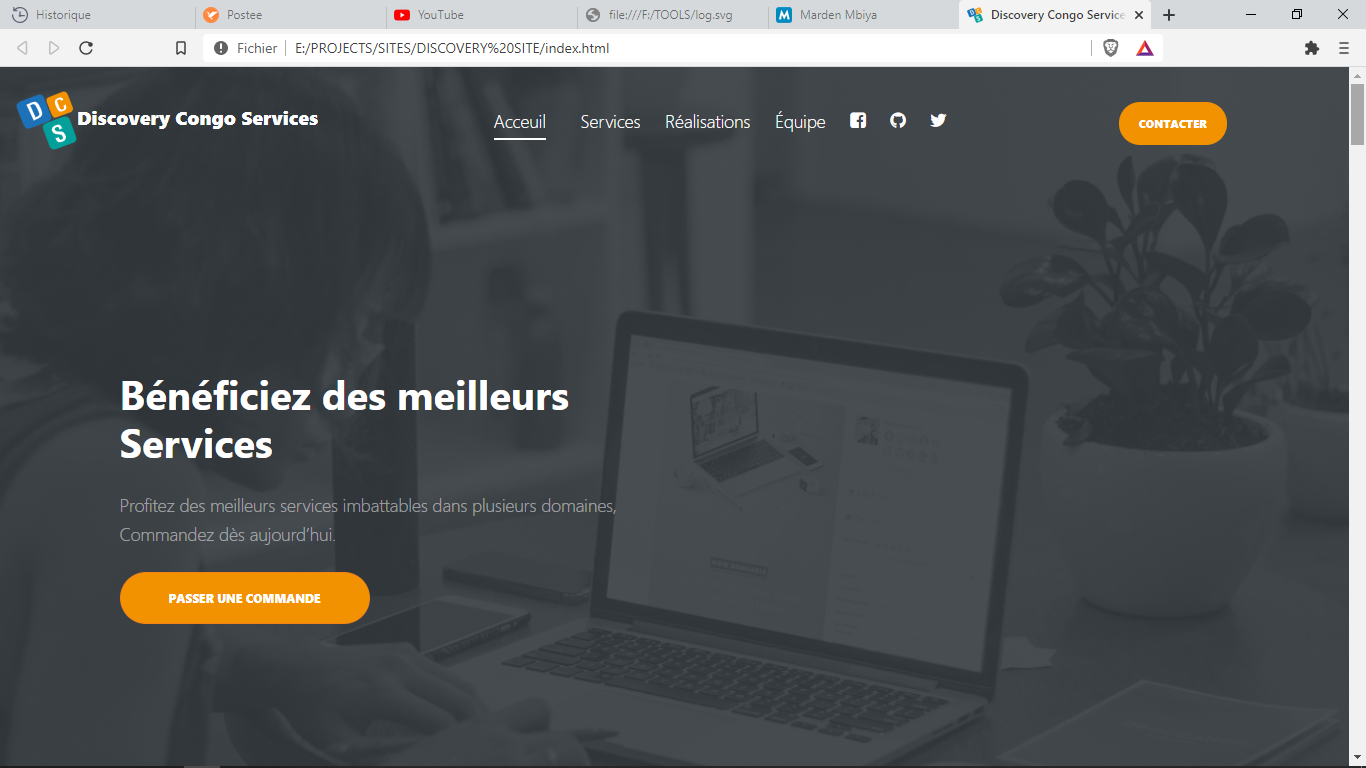 Historique
Postee
YouTube
file:///F:/TOOLS/log.svg
Marden Mbiya
Discovery Congo Service
Fichier
E:/PROJECTS/SITES/DISCOVERY%20SITE/index.html
D C S
Discovery Congo Services
Acceuil
Services
Réalisations
Équipe
CONTACTER
Bénéficiez des meilleurs
Services
Profitez des meilleurs services imbattables dans plusieurs domaines,
Commandez dès aujourd'hui.
PASSER UNE COMMANDE